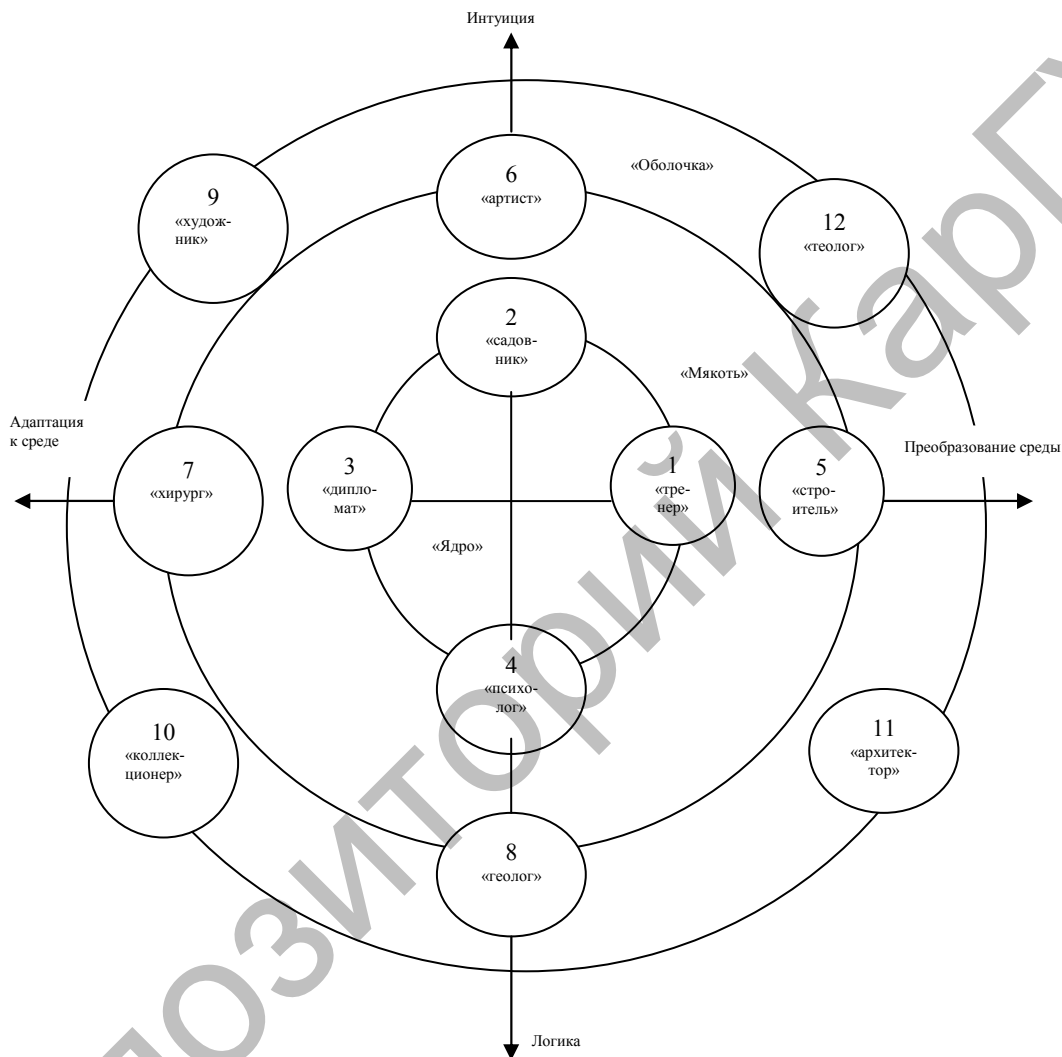 Интуиция
«Оболочка»
6
«артист»
9
«худож-
ник»
12
«теолог»
2
«садов-
ник»
«Мякоть»
Адаптация
к среде
Преобразование среды
7
«хирург»
3
«дипло-
мат»
1
«тре-
нер»
5
«стро-
итель»
«Ядро»
4
«психо-
лог»
10
«коллек-
ционер»
11
«архитек-
тор»
8
«геолог»
Логика
позиторий КарГ